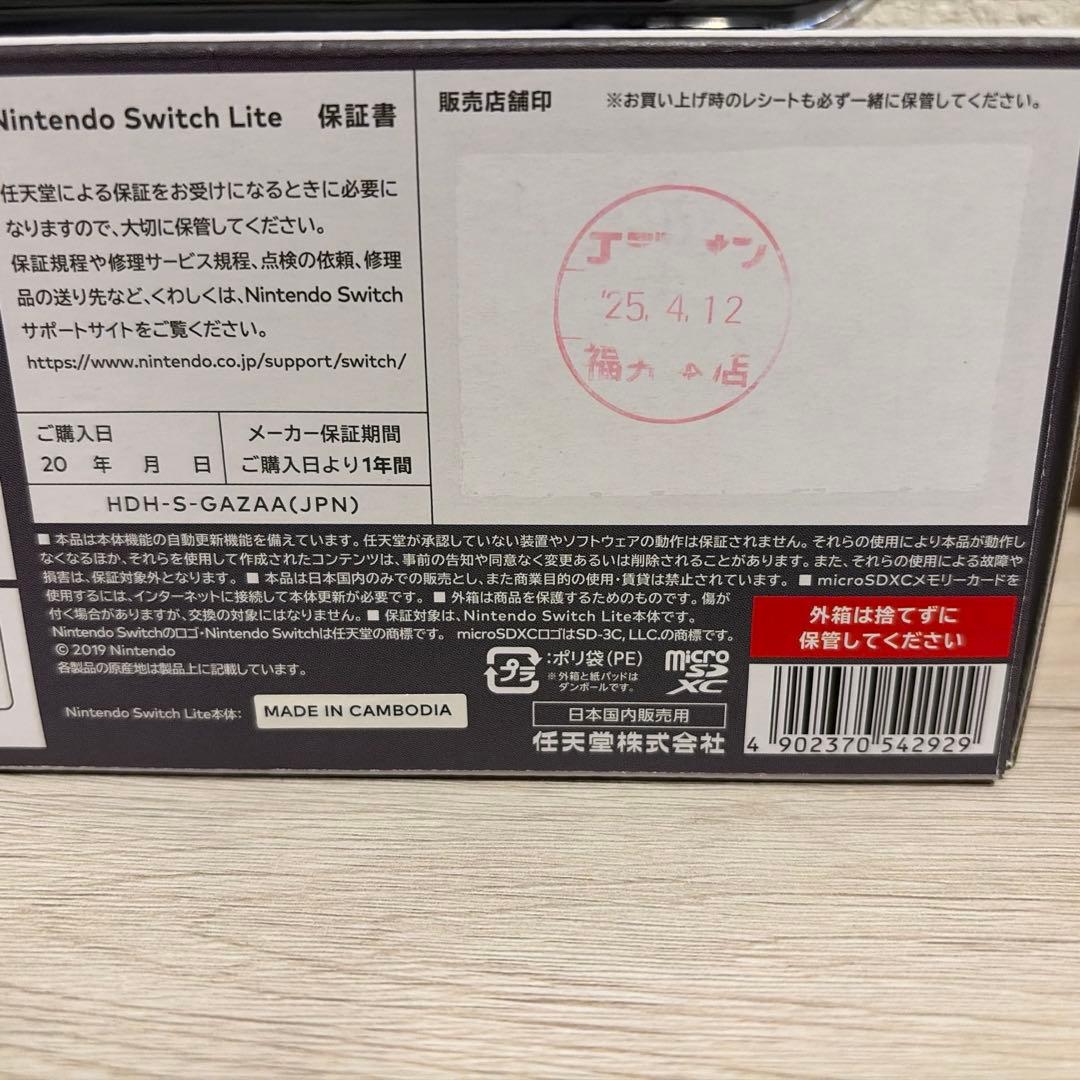 Nintendo Switch Lite 保証書
任天堂による保証をお受けになるときに必要に
なりますので、大切に保管してください。
保証規程や修理サービス規程、点検の依頼、修理
品の送り先など、くわしくは、Nintendo Switch
サポートサイトをご覧ください。
https://www.nintendo.co.jp/support/switch/
ご購入日
20 年 月 日
メーカー保証期間
ご購入日より1年間
HDH-S-GAZAA(JPN)
販売店舗印 ※お買い上げ時のレシートも必ず一緒に保管してください。
'25. 4. 12
福 店
■ 本品は本体機能の自動更新機能を備えています。任天堂が承認していない装置やソフトウェアの動作は保証されません。それらの使用により本品が動作し
なくなるほか、それらを使用して作成されたコンテンツは、事前の告知や同意なく変更あるいは削除されることがあります。また、それらの使用による故障や
損害は、保証対象外となります。 ■ 本品は日本国内のみでの販売とし、また商業目的の使用・賃貸は禁止されています。 ■ microSDXCメモリーカードを
使用するには、インターネットに接続して本体更新が必要です。 ■ 外箱は商品を保護するためのものです。傷が
付く場合がありますが、交換の対象にはなりません。 ■ 保証対象は、Nintendo Switch Lite本体です。
Nintendo Switchのロゴ・Nintendo Switchは任天堂の商標です。 microSDXCロゴはSD-3C, LLC.の商標です。
© 2019 Nintendo
各製品の原産地は製品上に記載しています。
外箱は捨てずに
保管してください
プラ
:ポリ袋(PE)
※外箱と紙パッドは
ダンボールです。
micro
SD
XC
Nintendo Switch Lite本体:
MADE IN CAMBODIA
日本国内販売用
任天堂株式会社
4 902370 542929